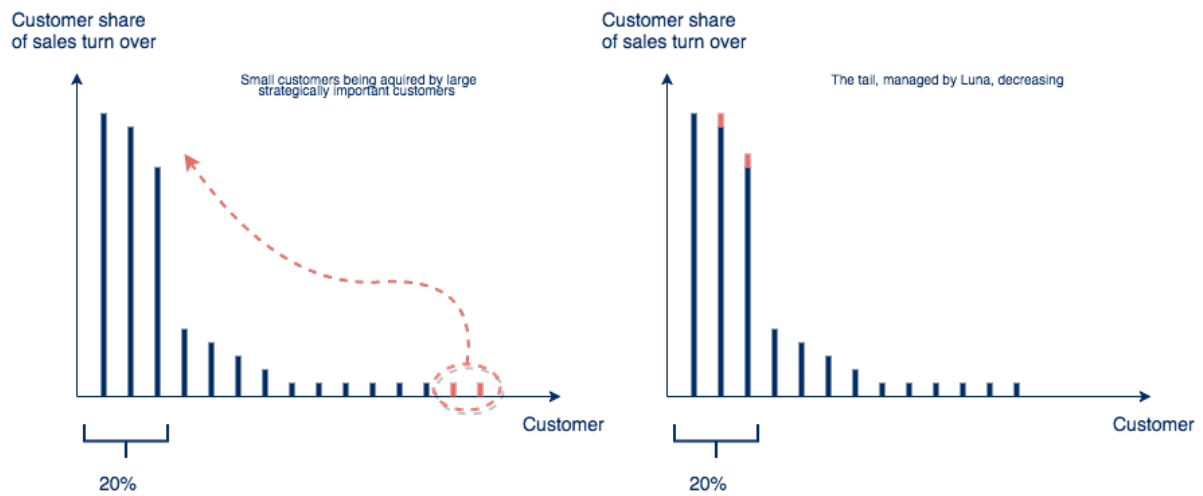 Customer share
of sales turn over
Small customers being aquired by large
strategically important customers
Customer
20%
Customer share
of sales turn over
The tail, managed by Luna, decreasing
Customer
20%